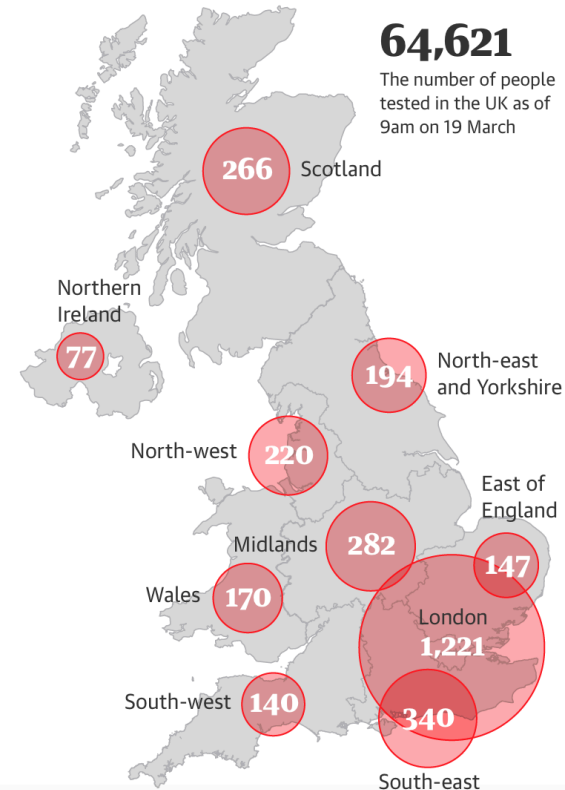 64,621
The number of people
tested in the UK as of
9am on 19 March
266
Scotland
Northern
Ireland
77
194
North-east
and Yorkshire
North-west
220
East of
England
147
Midlands
282
Wales
170
London
1,221
South-west
140
340
South-east